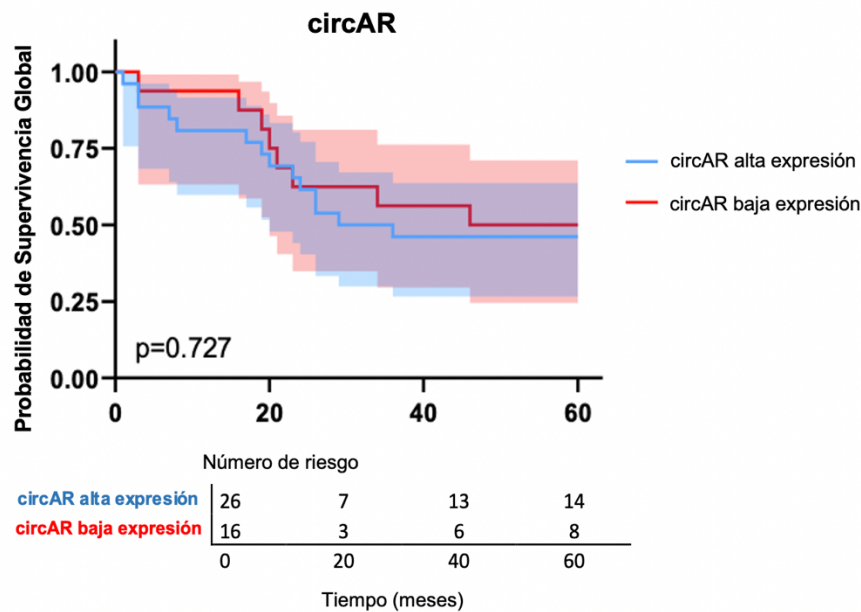 circAR
Probabilidad de Supervivencia Global
1.00
0.75
0.50
0.25
0.00
p=0.727
0 20 40 60
circAR alta expresión
circAR baja expresión
Número de riesgo
circAR alta expresión 26 7 13 14
circAR baja expresión 16 3 6 8
0 20 40 60
Tiempo (meses)